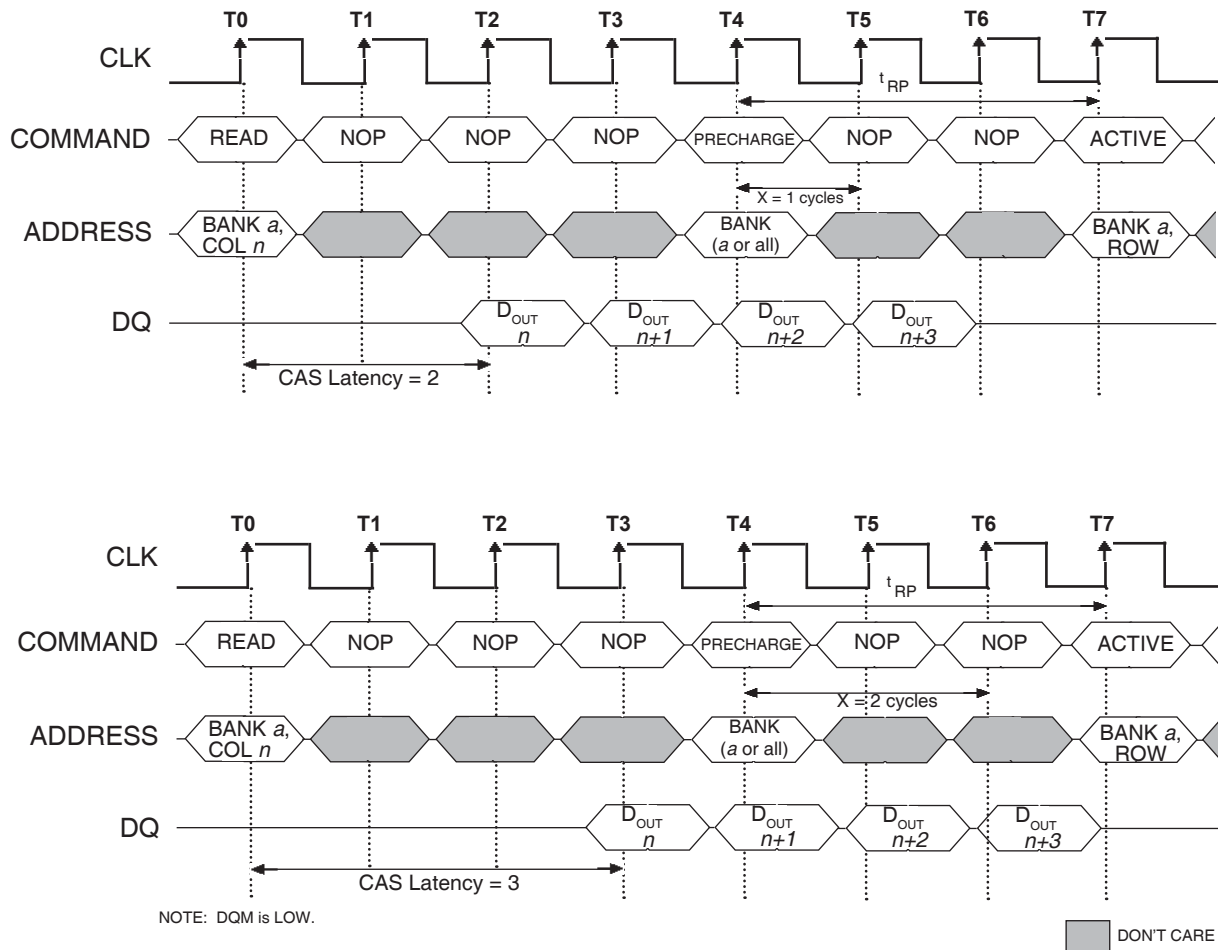 T0 T1 T2 T3 T4 T5 T6 T7
CLK
tRP
COMMAND READ NOP NOP NOP PRECHARGE NOP NOP ACTIVE
X = 1 cycles
ADDRESS BANK a, COL n BANK (a or all) BANK a, ROW
DQ DOUT n DOUT n+1 DOUT n+2 DOUT n+3
CAS Latency = 2
T0 T1 T2 T3 T4 T5 T6 T7
CLK
tRP
COMMAND READ NOP NOP NOP PRECHARGE NOP NOP ACTIVE
X = 2 cycles
ADDRESS BANK a, COL n BANK (a or all) BANK a, ROW
DQ DOUT n DOUT n+1 DOUT n+2 DOUT n+3
CAS Latency = 3
NOTE: DQM is LOW.
DON'T CARE